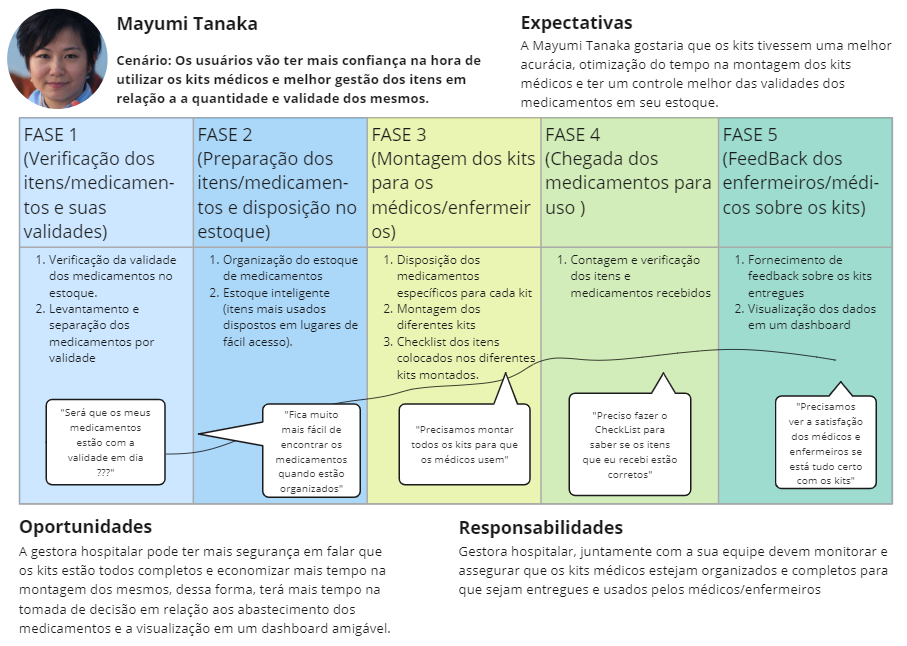 Mayumi Tanaka
Cenário: Os usuários vão ter mais confiança na hora de
utilizar os kits médicos e melhor gestão dos itens em
relação a a quantidade e validade dos mesmos.
Expectativas
A Mayumi Tanaka gostaria que os kits tivessem uma melhor
acurácia, otimização do tempo na montagem dos kits
médicos e ter um controle melhor das validades dos
medicamentos em seu estoque.
FASE 1
(Verificação dos
itens/medicamen-
tos e suas
validades)
FASE 2
(Preparação dos
itens/medicamen-
tos e disposição no
estoque)
FASE 3
(Montagem dos kits
para os
médicos/enfermeir
os)
FASE 4
(Chegada dos
medicamentos para
uso )
FASE 5
(FeedBack dos
enfermeiros/médi-
cos sobre os kits)
1. Verificação da validade
dos medicamentos no
estoque.
2. Levantamento e
separação dos
medicamentos por
validade
1. Organização do estoque
de medicamentos
2. Estoque inteligente
(itens mais usados
dispostos em lugares de
fácil acesso).
1. Disposição dos
medicamentos
específicos para cada kit
2. Montagem dos
diferentes kits
3. Checklist dos itens
colocados nos diferentes
kits montados.
1. Contagem e verificação
dos itens e
medicamentos recebidos
1. Fornecimento de
feedback sobre os kits
entregues
2. Visualização dos dados
em um dashboard
"Será que os meus
medicamentos
estão com a
validade em dia
???"
"Fica muito
mais fácil de
encontrar os
medicamentos
quando estão
organizados"
"Precisamos montar
todos os kits para que
os médicos usem"
"Preciso fazer o
CheckList para
saber se os itens
que eu recebi estão
corretos"
"Precisamos
ver a satisfação
dos médicos e
enfermeiros se
está tudo certo
com os kits"
Oportunidades
A gestora hospitalar pode ter mais segurança em falar que
os kits estão todos completos e economizar mais tempo na
montagem dos mesmos, dessa forma, terá mais tempo na
tomada de decisão em relação aos abastecimento dos
medicamentos e a visualização em um dashboard amigável.
Responsabilidades
Gestora hospitalar, juntamente com a sua equipe devem monitorar e
assegurar que os kits médicos estejam organizados e completos para
que sejam entregues e usados pelos médicos/enfermeiros